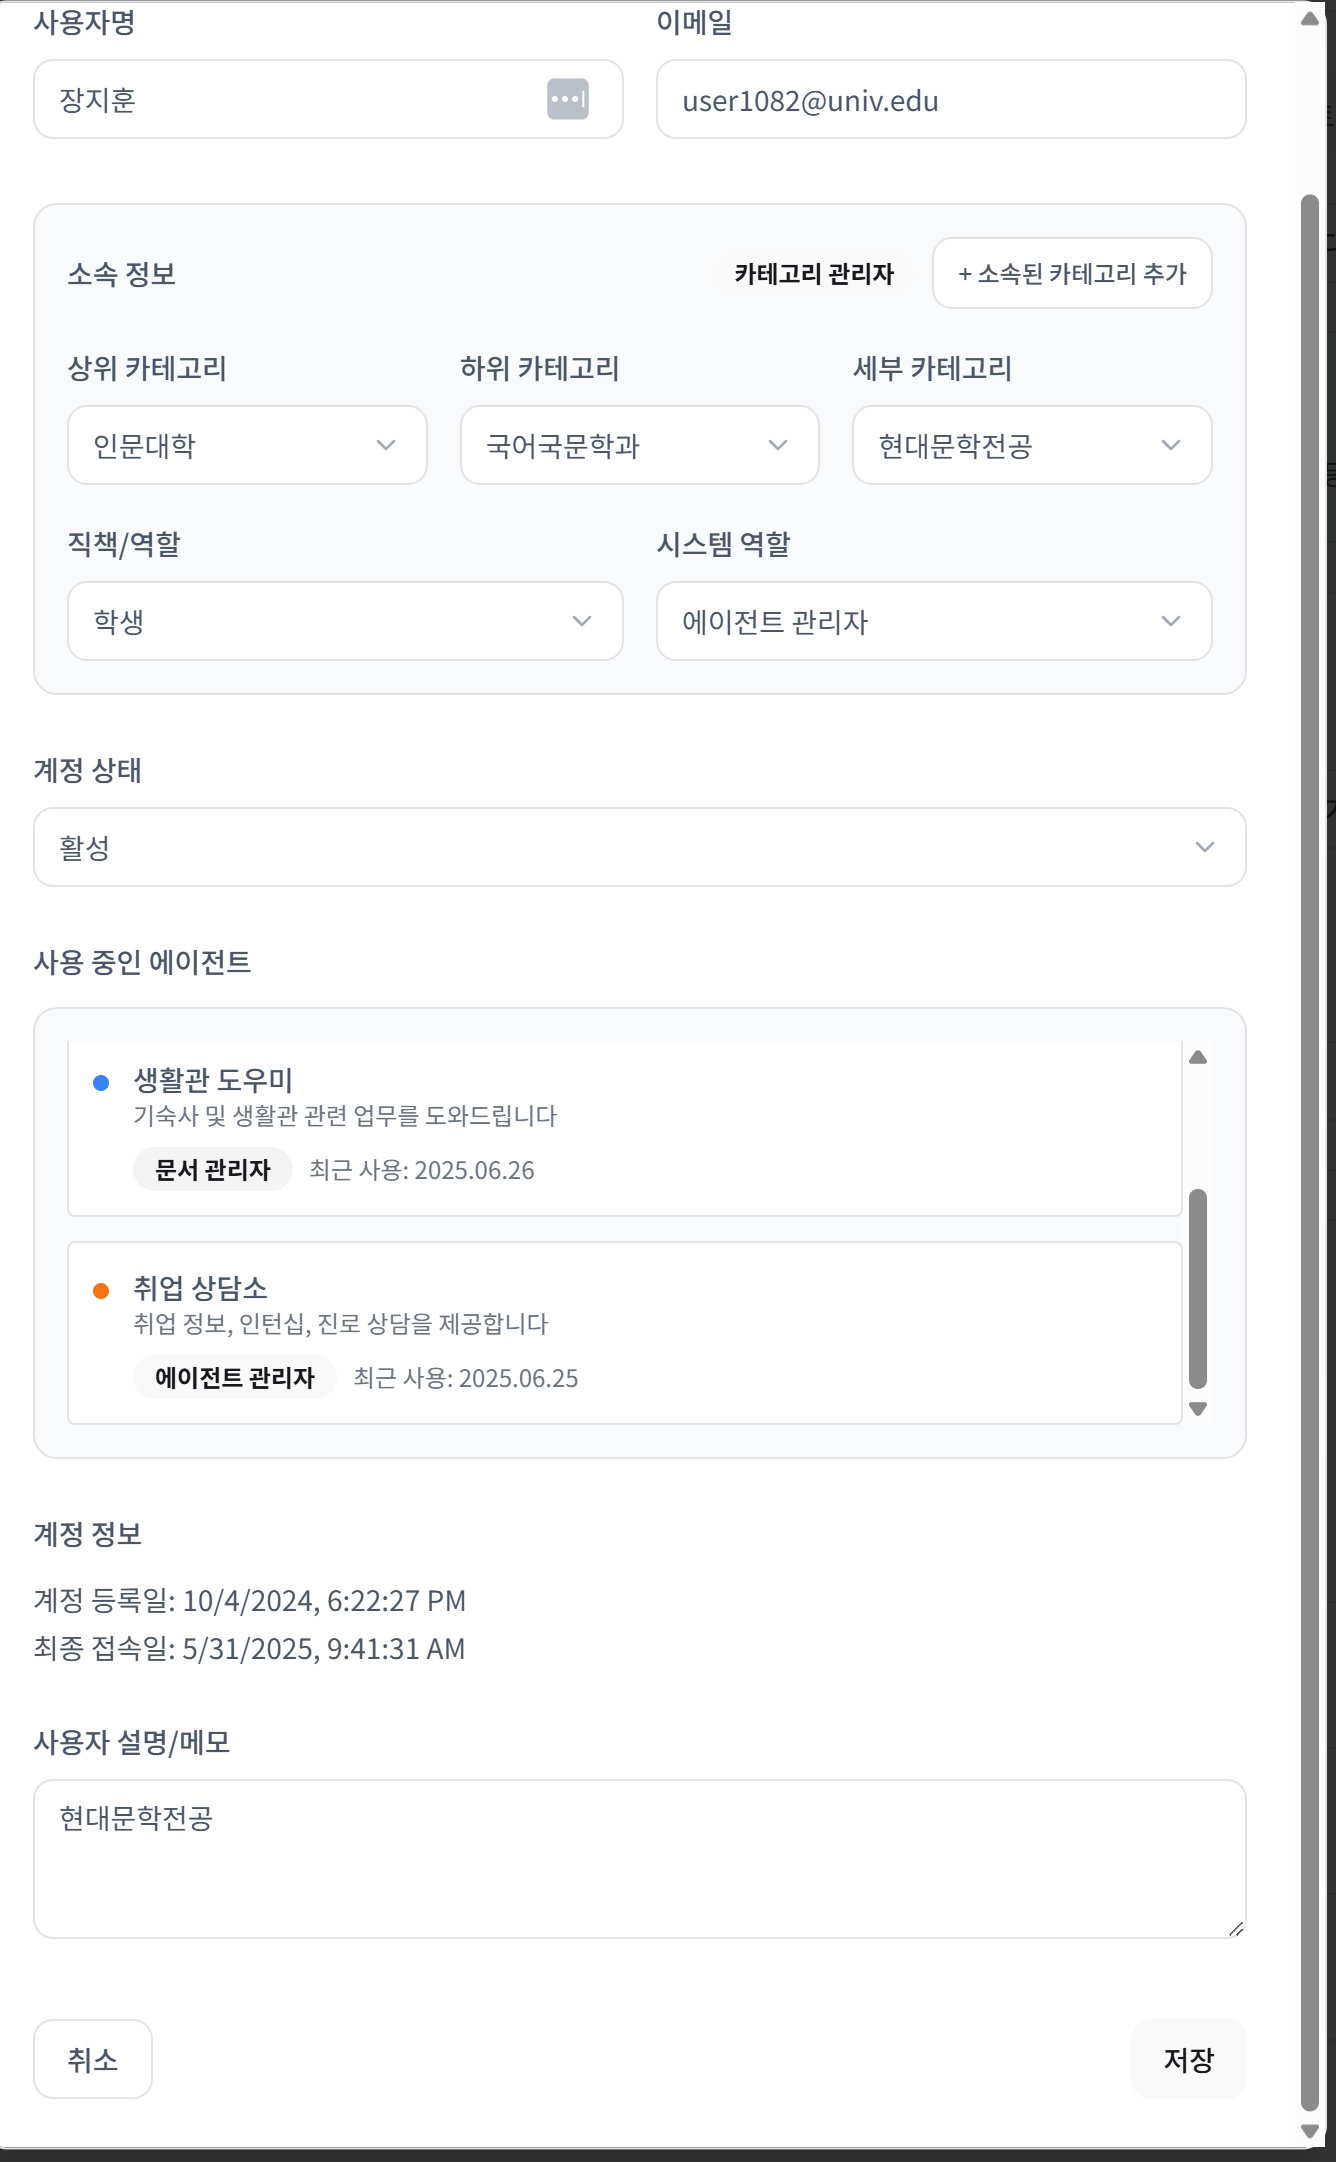 사용자명
이메일
장지훈
user1082@univ.edu
소속 정보
카테고리 관리자
+ 소속된 카테고리 추가
상위 카테고리
하위 카테고리
세부 카테고리
인문대학
국어국문학과
현대문학전공
직책/역할
시스템 역할
학생
에이전트 관리자
계정 상태
활성
사용 중인 에이전트
생활관 도우미
기숙사 및 생활관 관련 업무를 도와드립니다
문서 관리자 최근 사용: 2025.06.26
취업 상담소
취업 정보, 인턴십, 진로 상담을 제공합니다
에이전트 관리자 최근 사용: 2025.06.25
계정 정보
계정 등록일: 10/4/2024, 6:22:27 PM
최종 접속일: 5/31/2025, 9:41:31 AM
사용자 설명/메모
현대문학전공
취소
저장